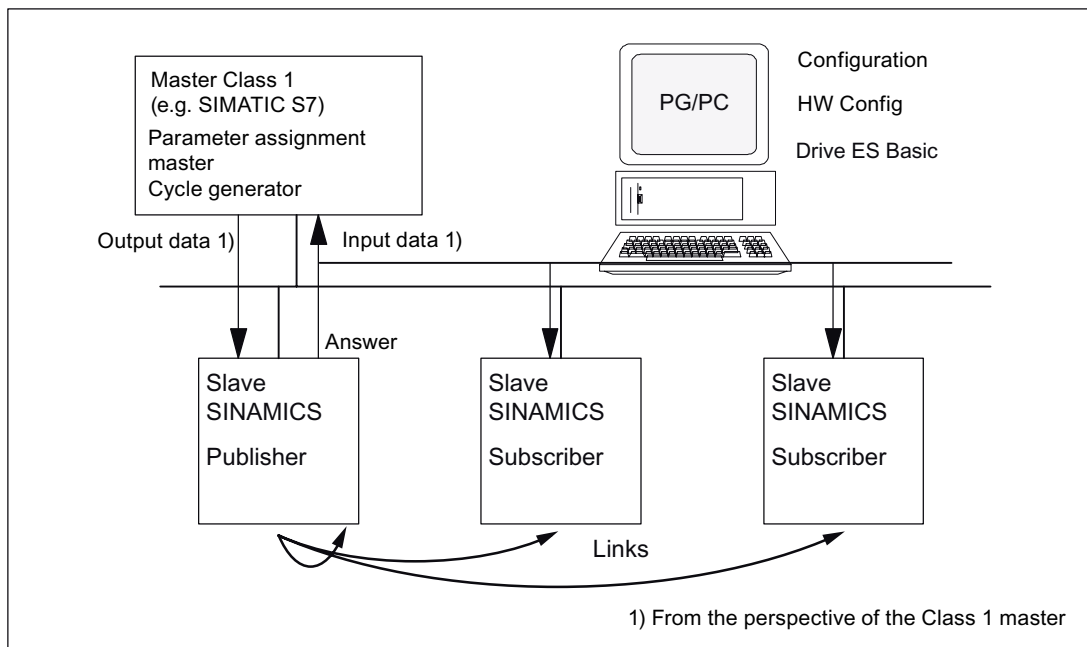 Master Class 1
(e.g. SIMATIC S7)
Parameter assignment
master
Cycle generator
PG/PC
Configuration
HW Config
Drive ES Basic
Output data 1)
Input data 1)
Answer
Slave
SINAMICS
Publisher
Slave
SINAMICS
Subscriber
Slave
SINAMICS
Subscriber
Links
1) From the perspective of the Class 1 master